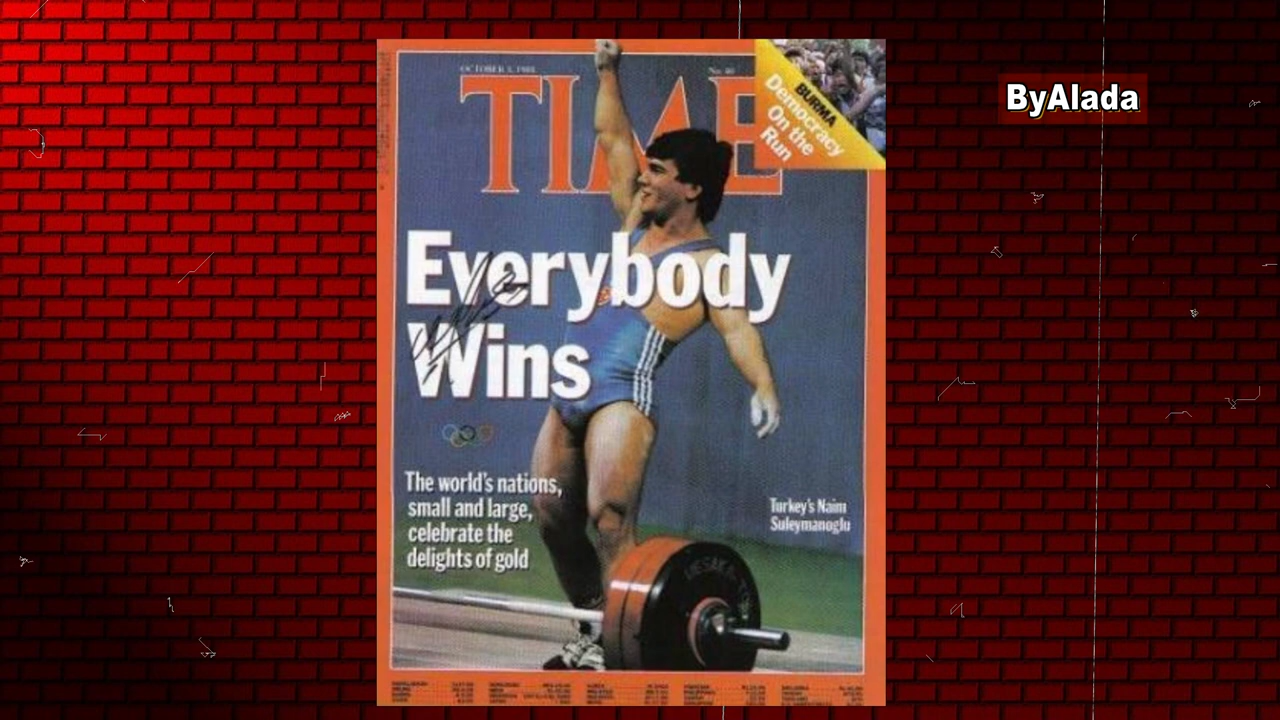 ByAlada
OCTOBER 3, 1988
No. 40
TIME
BURMA
Democracy
On the
Run
Everybody
Wins
The world's nations,
small and large,
celebrate the
delights of gold
Turkey's Naim
Suleymanoglu